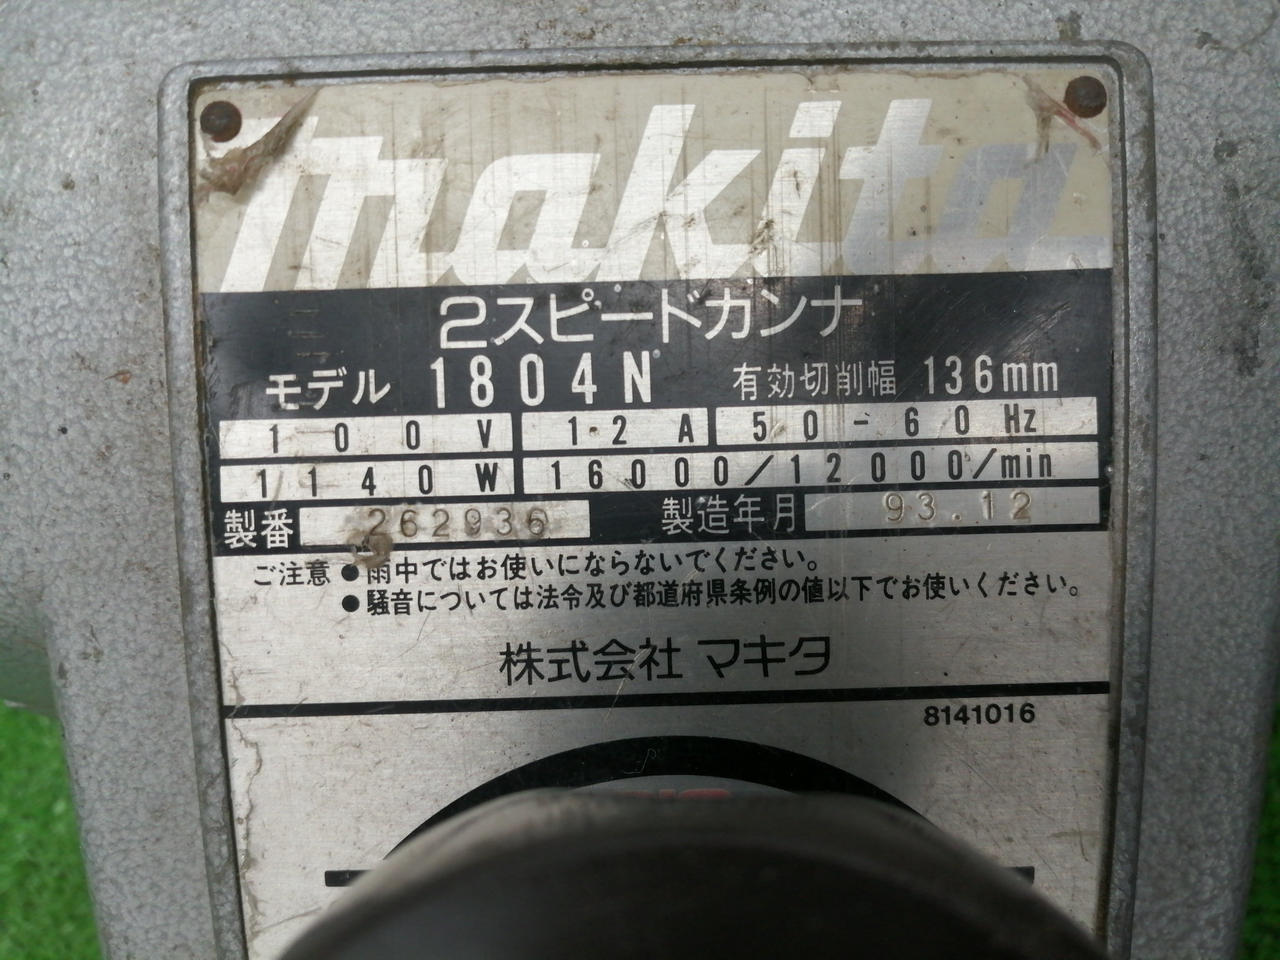 makita
2スピードカンナ
モデル 1804N 有効切削幅 136mm
100V 12A 50-60Hz
1140W 16000/12000/min
製番 262936 製造年月 93.12
ご注意 ●雨中ではお使いにならないでください。
●騒音については法令及び都道府県条例の値以下でお使いください。
株式会社 マキタ
8141016